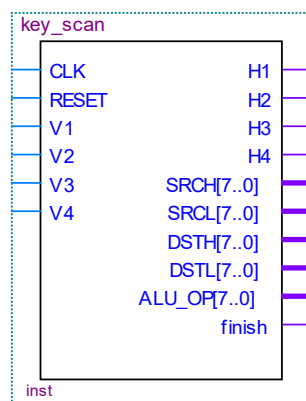 key_scan
CLK H1
RESET H2
V1 H3
V2 H4
V3 SRCH[7..0]
V4 SRCL[7..0]
DSTH[7..0]
DSTL[7..0]
ALU_OP[7..0]
finish
inst